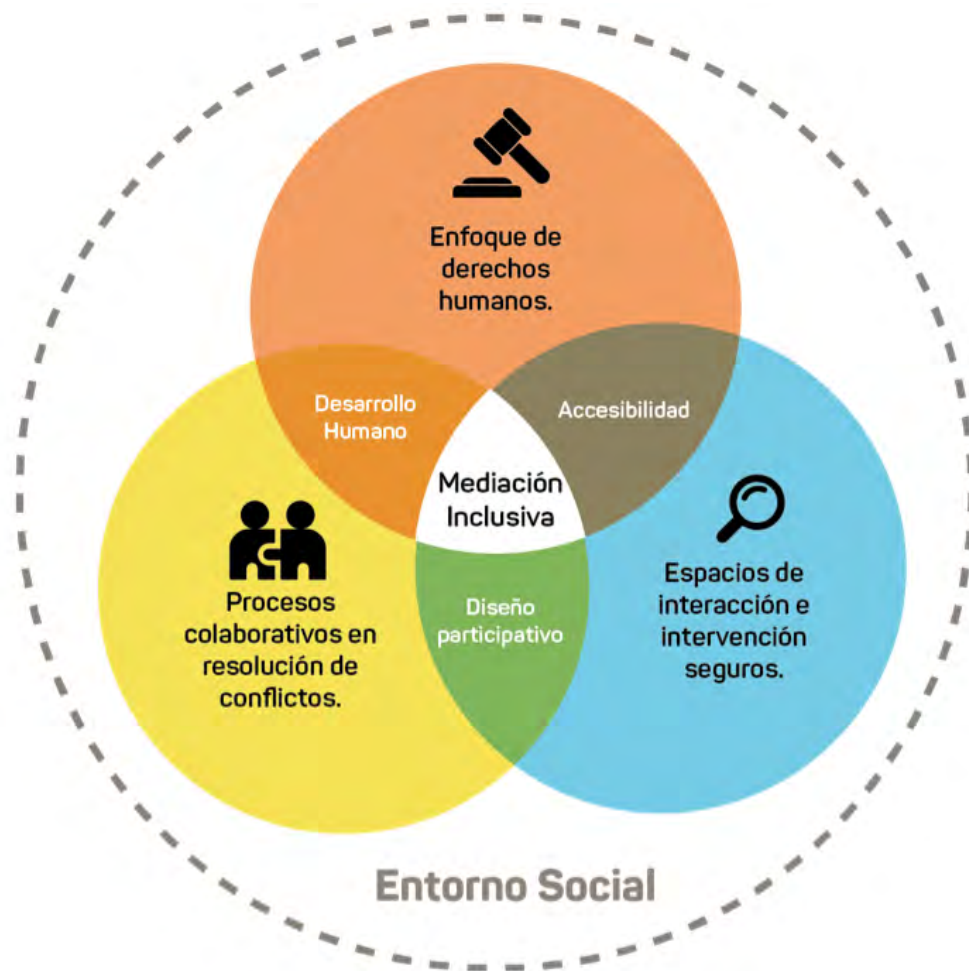 Enfoque de
derechos
humanos.
Desarrollo
Humano
Accesibilidad
Mediación
Inclusiva
Procesos
colaborativos en
resolución de
conflictos.
Diseño
participativo
Espacios de
interacción e
intervención
seguros.
Entorno Social